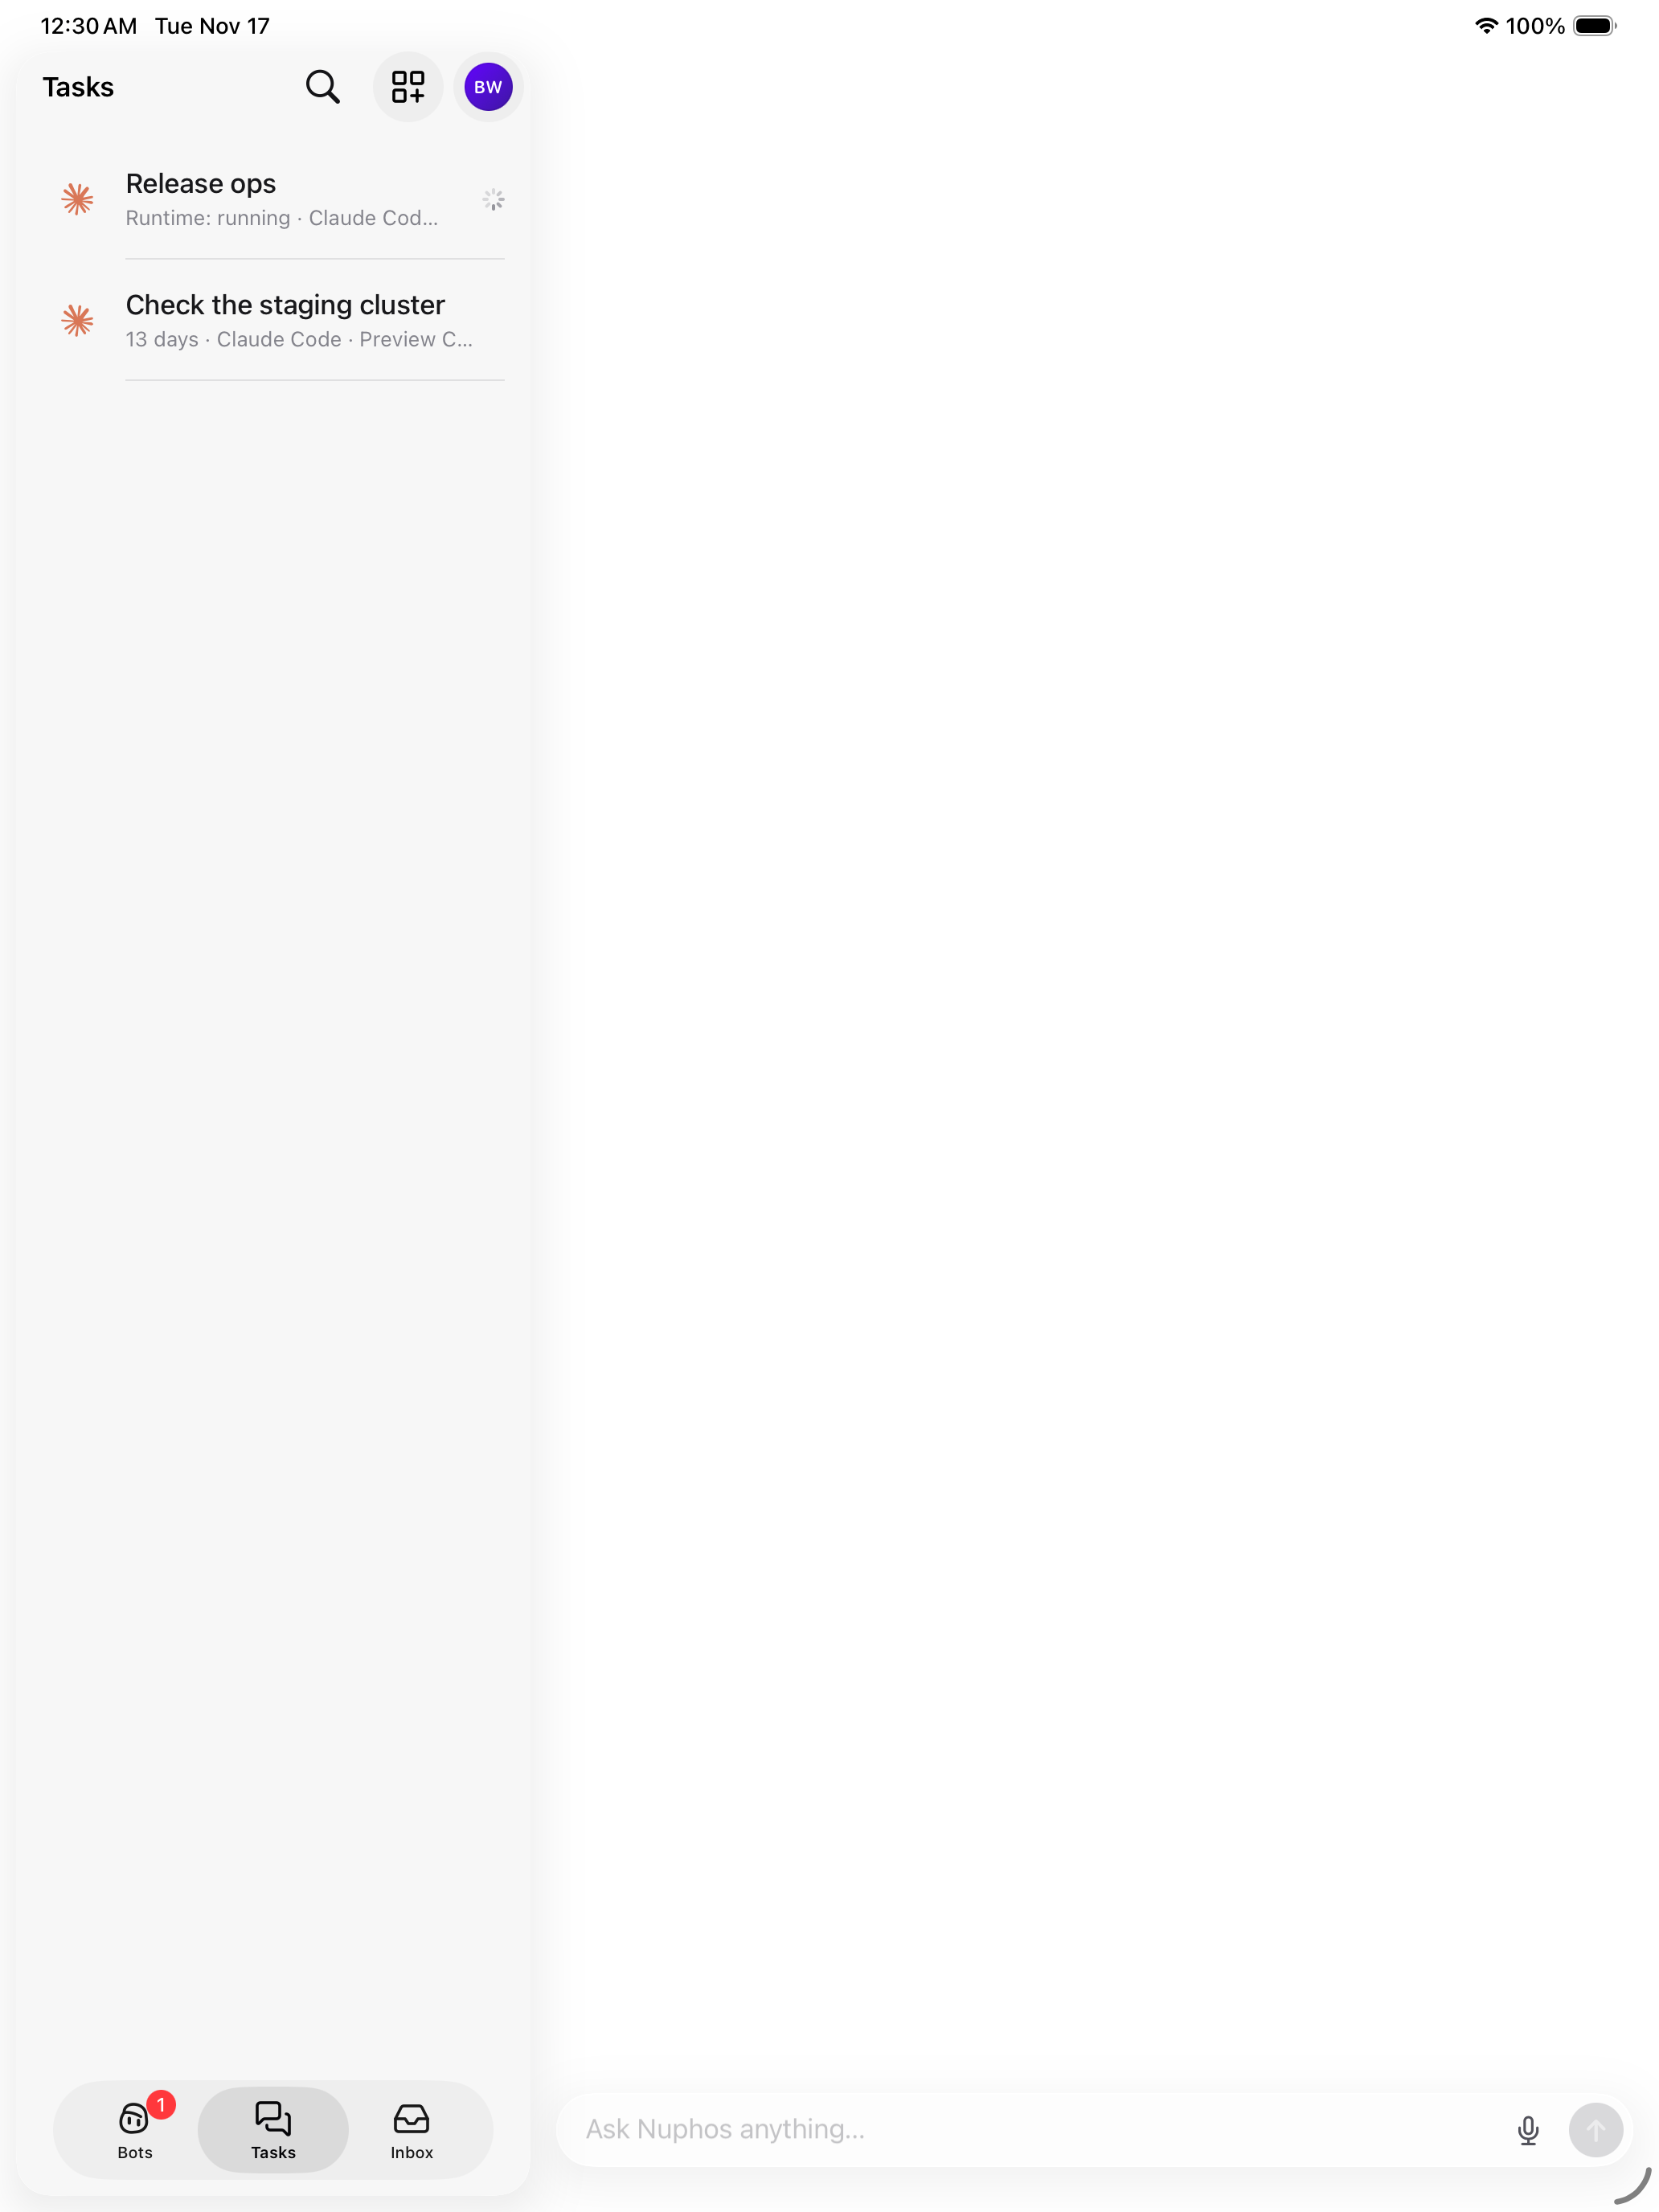 12:30 AM Tue Nov 17
100%
Tasks
BW
Release ops
Runtime: running · Claude Cod...
Check the staging cluster
13 days · Claude Code · Preview C...
1
Bots
Tasks
Inbox
Ask Nuphos anything...